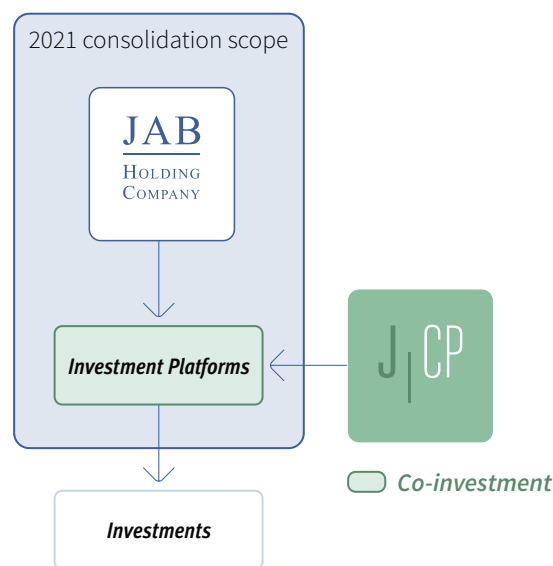 2021 consolidation scope
JAB
HOLDING
COMPANY
Investment Platforms
J|CP
Co-investment
Investments